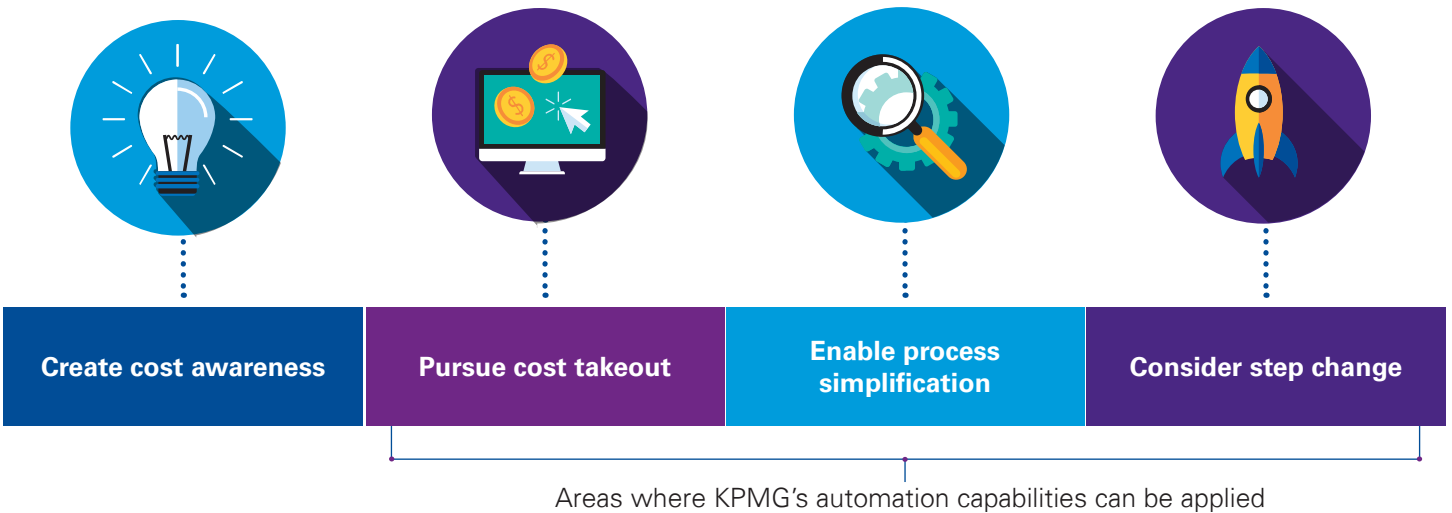 Create cost awareness
Pursue cost takeout
Enable process
simplification
Consider step change
Areas where KPMG's automation capabilities can be applied